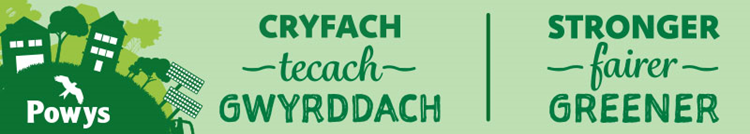 Powys
CRYFACH
tecach
GWYRDDACH
STRONGER
fairer
GREENER